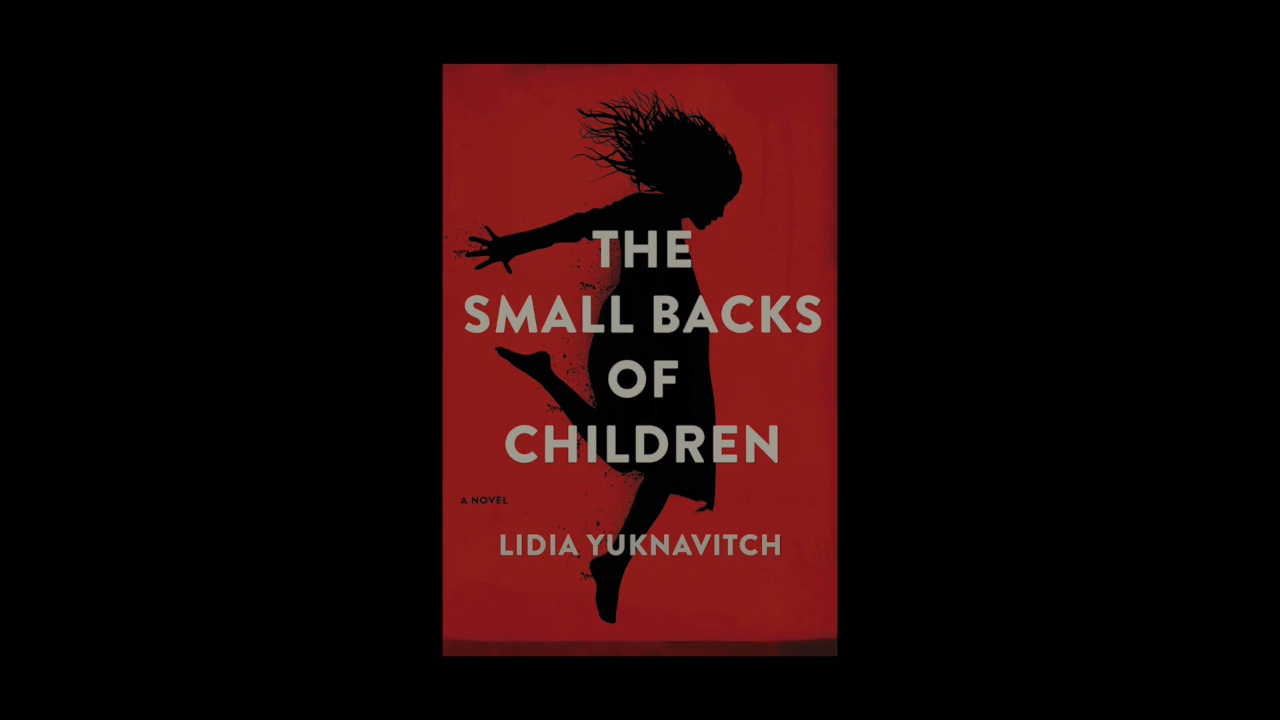 THE
SMALL BACKS
OF
CHILDREN
A NOVEL
LIDIA YUKNAVITCH